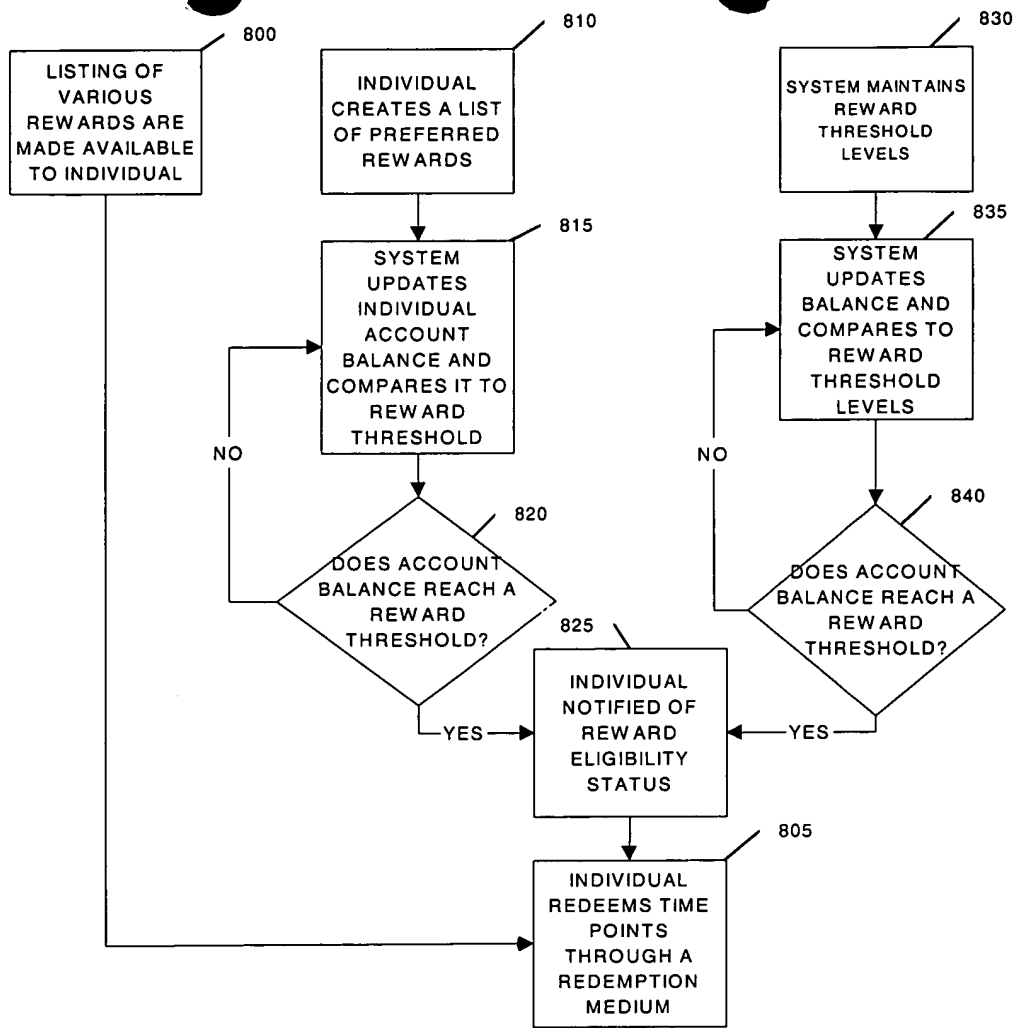 800
LISTING OF
VARIOUS
REWARDS ARE
MADE AVAILABLE
TO INDIVIDUAL
810
INDIVIDUAL
CREATES A LIST
OF PREFERRED
REWARDS
815
SYSTEM
UPDATES
INDIVIDUAL
ACCOUNT
BALANCE AND
COMPARES IT TO
REWARD
THRESHOLD
NO
820
DOES ACCOUNT
BALANCE REACH A
REWARD
THRESHOLD?
YES
830
SYSTEM MAINTAINS
REWARD
THRESHOLD
LEVELS
835
SYSTEM
UPDATES
BALANCE AND
COMPARES TO
REWARD
THRESHOLD
LEVELS
NO
840
DOES ACCOUNT
BALANCE REACH A
REWARD
THRESHOLD?
YES
825
INDIVIDUAL
NOTIFIED OF
REWARD
ELIGIBILITY
STATUS
805
INDIVIDUAL
REDEEMS TIME
POINTS
THROUGH A
REDEMPTION
MEDIUM